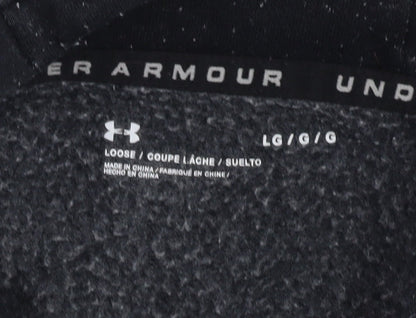 ER ARMOUR UND
LG / G / G
LOOSE / COUPE LÂCHE / SUELTO
MADE IN CHINA / FABRIQUÉ EN CHINE /
HECHO EN CHINA